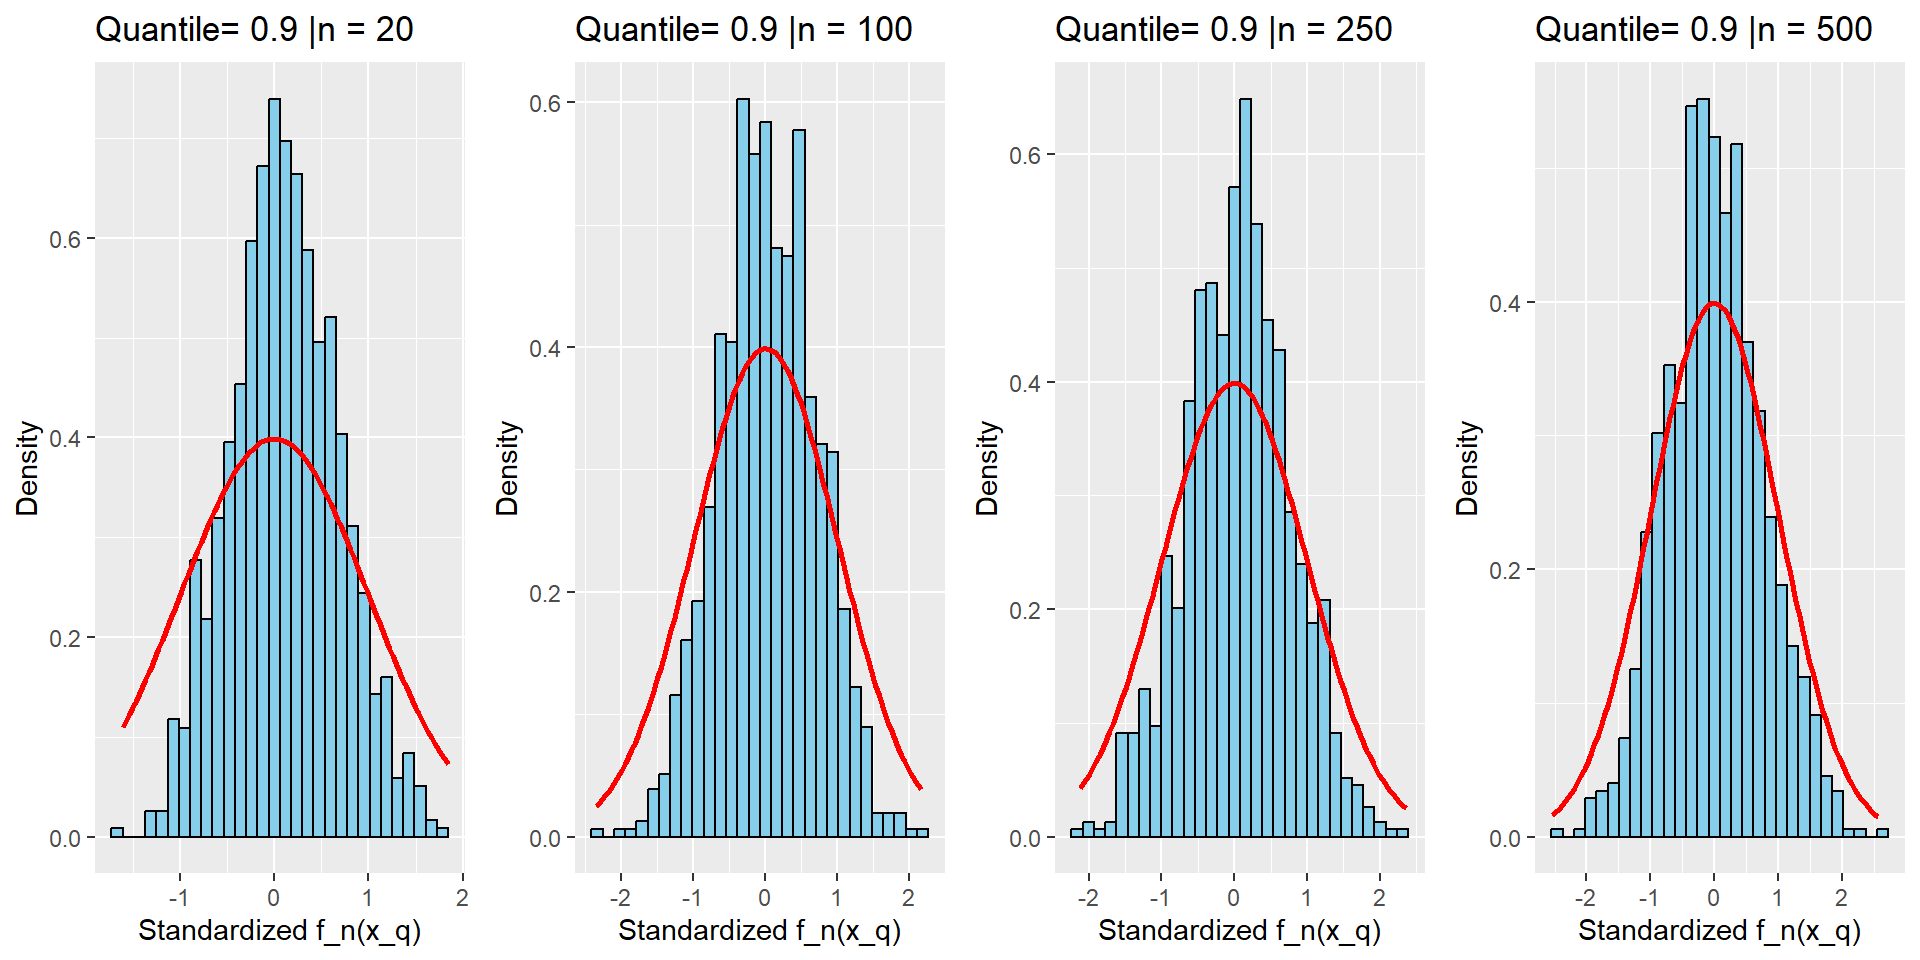 Quantile= 0.9 |n = 20
Density
0.6
0.4
0.2
0.0
-1 0 1 2
Standardized f_n(x_q)
Quantile= 0.9 |n = 100
Density
0.6
0.4
0.2
0.0
-2 -1 0 1 2
Standardized f_n(x_q)
Quantile= 0.9 |n = 250
Density
0.6
0.4
0.2
0.0
-2 -1 0 1 2
Standardized f_n(x_q)
Quantile= 0.9 |n = 500
Density
0.4
0.2
0.0
-2 -1 0 1 2
Standardized f_n(x_q)